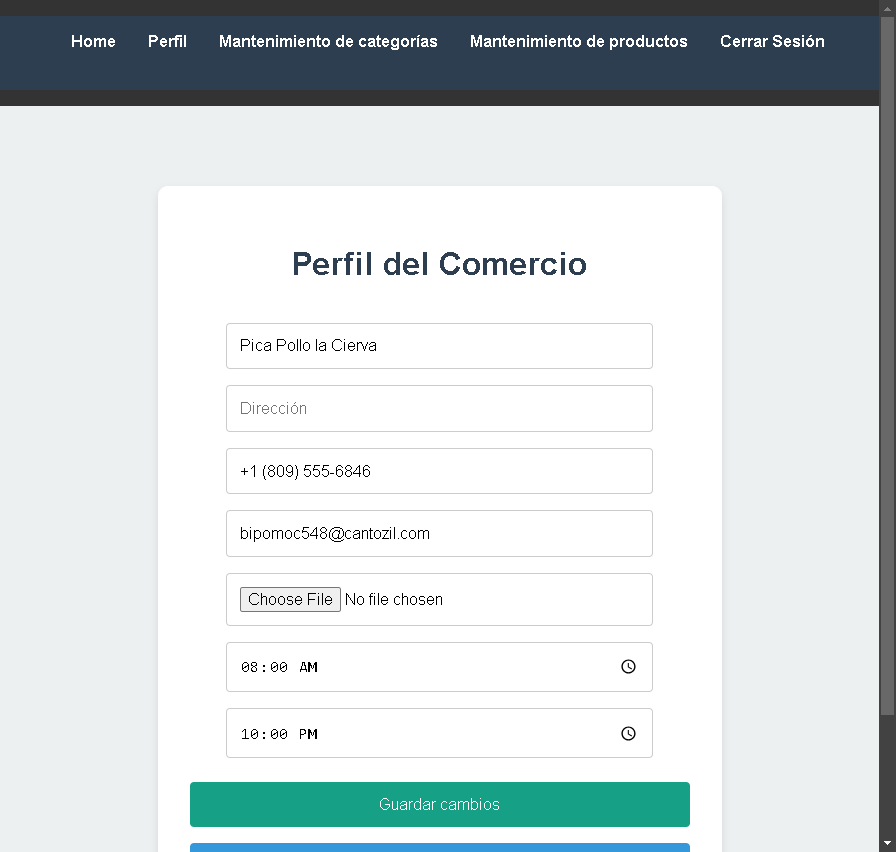 Home Perfil Mantenimiento de categorías Mantenimiento de productos Cerrar Sesión
Perfil del Comercio
Pica Pollo la Cierva
Dirección
+1 (809) 555-6846
bipomoc548@cantozil.com
Choose File No file chosen
08:00 AM
10:00 PM
Guardar cambios